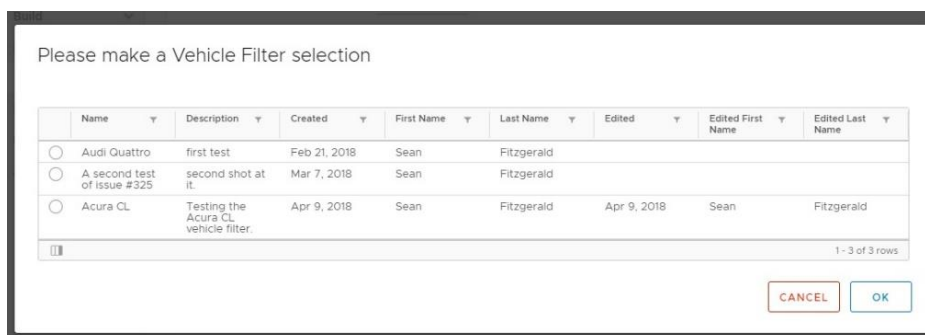 Build
Please make a Vehicle Filter selection
Name Description Created First Name Last Name Edited Edited First Name Edited Last Name
Audi Quattro first test Feb 21, 2018 Sean Fitzgerald
A second test of issue #325 second shot at it. Mar 7, 2018 Sean Fitzgerald
Acura CL Testing the Acura CL vehicle filter. Apr 9, 2018 Sean Fitzgerald Apr 9, 2018 Sean Fitzgerald
1 - 3 of 3 rows
CANCEL OK